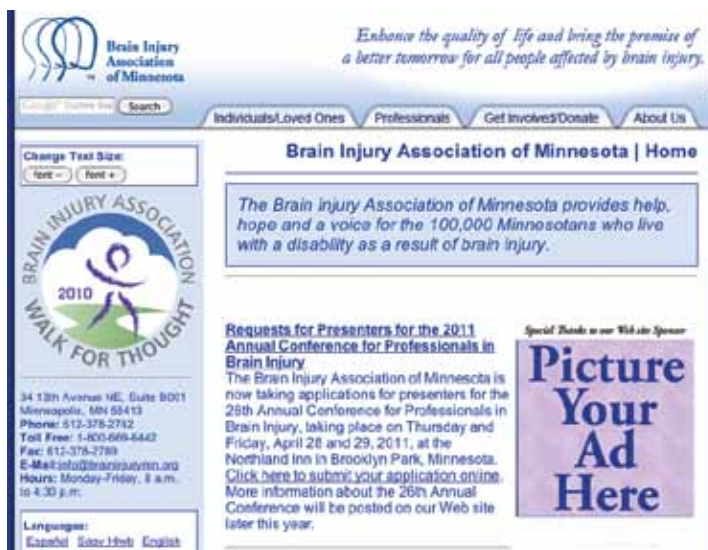 Brain Injury
Association
of Minnesota
Enhance the quality of life and bring the promise of
a better tomorrow for all people affected by brain injury.
Search
Individuals/Loved Ones
Professionals
Get Involved/Donate
About Us
Change Text Size:
font - font +
BRAIN INJURY ASSOCIATION
2010
WALK FOR THOUGHT
34 13th Avenue NE, Suite B001
Minneapolis, MN 55413
Phone: 612-378-2742
Toll Free: 1-800-669-6442
Fax: 612-378-2789
E-Mail:info@braininjurymn.org
Hours: Monday-Friday, 8 a.m.
to 4:30 p.m.
Languages:
Español Soov Hwb English
Brain Injury Association of Minnesota | Home
The Brain Injury Association of Minnesota provides help,
hope and a voice for the 100,000 Minnesotans who live
with a disability as a result of brain injury.
Requests for Presenters for the 2011
Annual Conference for Professionals in
Brain Injury
The Brain Injury Association of Minnesota is
now taking applications for presenters for the
26th Annual Conference for Professionals in
Brain Injury, taking place on Thursday and
Friday, April 28 and 29, 2011, at the
Northland Inn in Brooklyn Park, Minnesota.
Click here to submit your application online.
More information about the 26th Annual
Conference will be posted on our Web site
later this year.
Special Thanks to our Web site Sponsor
Picture
Your
Ad
Here